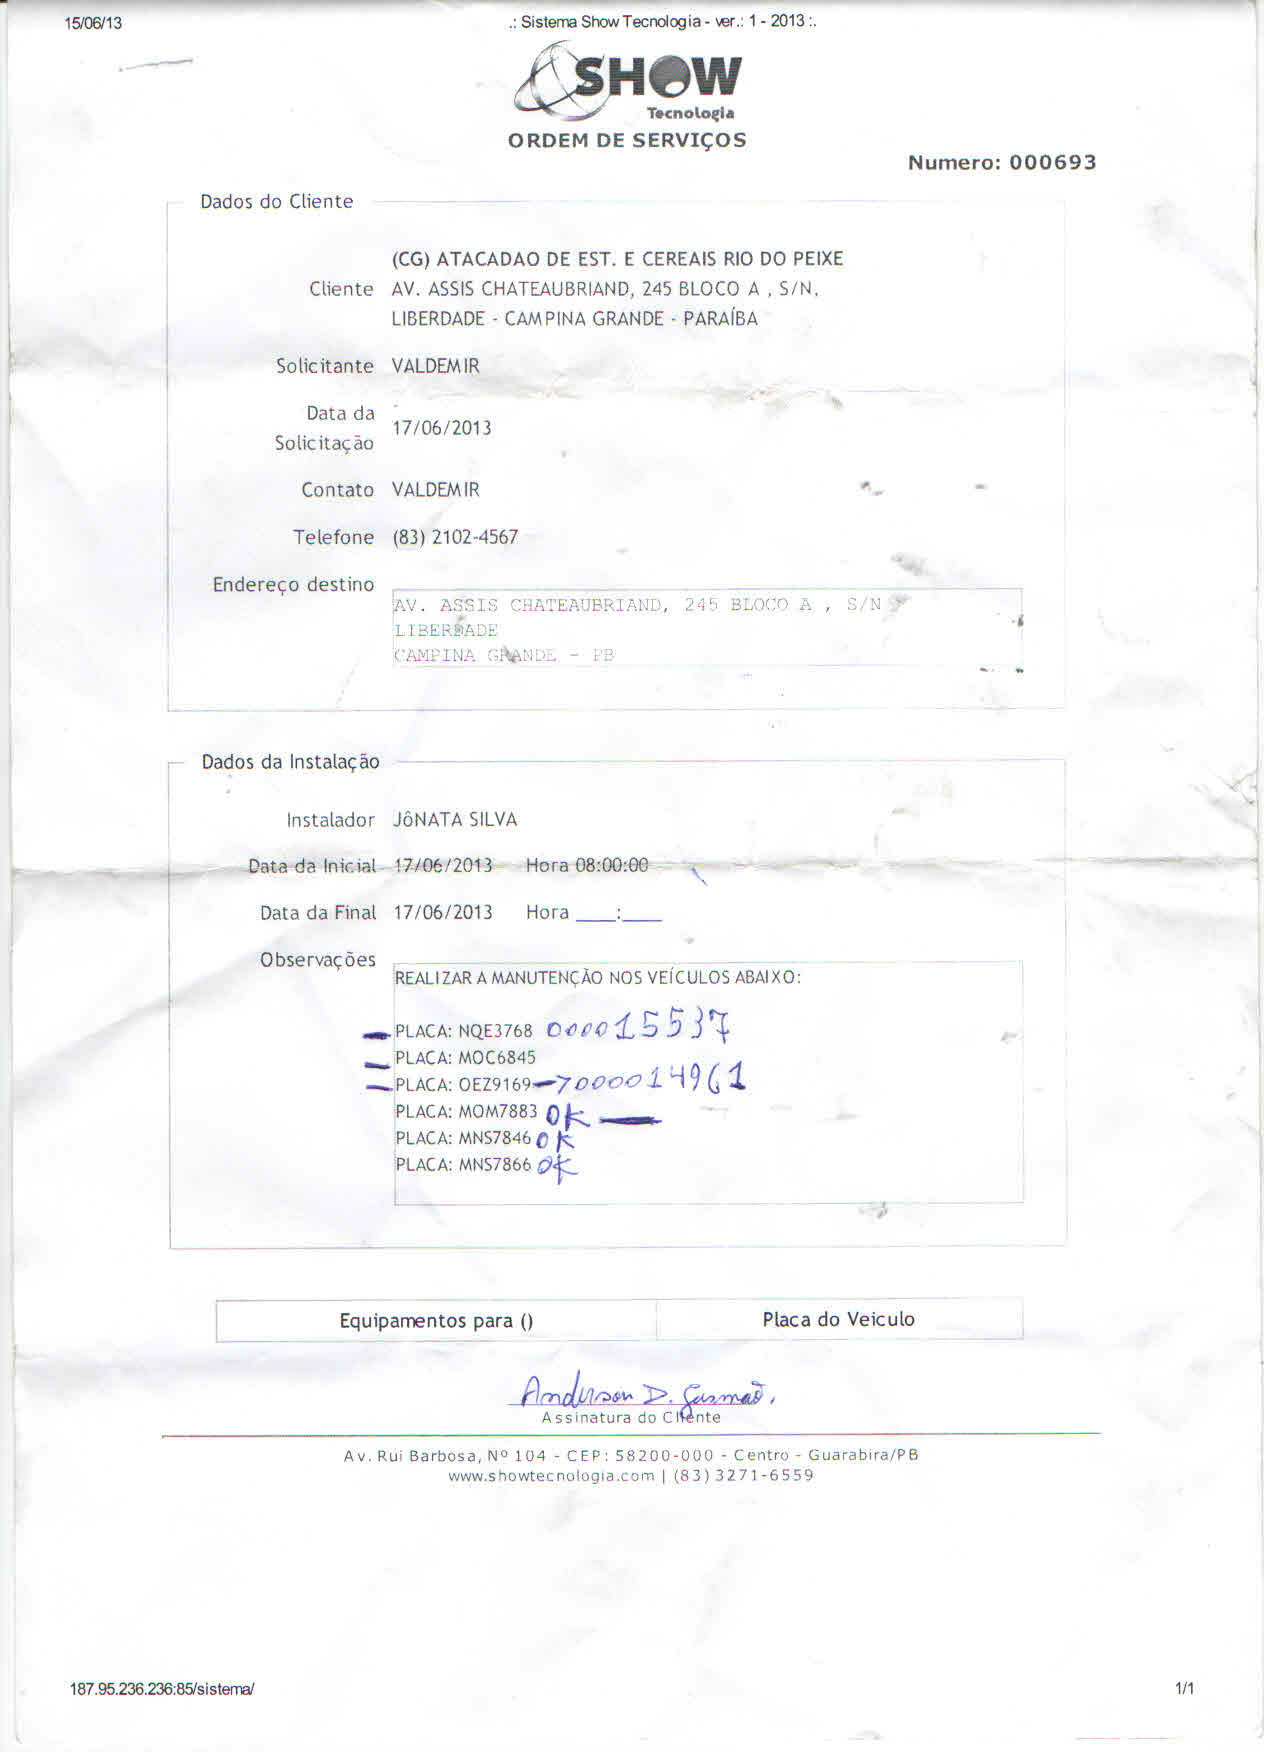 15/06/13
.: Sistema Show Tecnologia - ver.: 1 - 2013 :.
SHOW
Tecnologia
ORDEM DE SERVIÇOS
Numero: 000693
Dados do Cliente
(CG) ATACADAO DE EST. E CEREAIS RIO DO PEIXE
Cliente AV. ASSIS CHATEAUBRIAND, 245 BLOCO A , S/N,
LIBERDADE - CAMPINA GRANDE - PARAÍBA
Solicitante VALDEMIR
Data da
Solicitação 17/06/2013
Contato VALDEMIR
Telefone (83) 2102-4567
Endereço destino
AV. ASSIS CHATEAUBRIAND, 245 BLOCO A , S/N
LIBERDADE
CAMPINA GRANDE - PB
Dados da Instalação
Instalador JôNATA SILVA
Data da Inicial 17/06/2013 Hora 08:00:00
Data da Final 17/06/2013 Hora ___:___
Observações
REALIZAR A MANUTENÇÃO NOS VEÍCULOS ABAIXO:
PLACA: NQE3768 000015537
PLACA: MOC6845
PLACA: OEZ9169 - 7000014961
PLACA: MOM7883 OK —
PLACA: MNS7846 OK
PLACA: MNS7866 OK
Equipamentos para () Placa do Veiculo
Anderson D. Gusmaõ.
Assinatura do Cliente
Av. Rui Barbosa, Nº 104 - CEP: 58200-000 - Centro - Guarabira/PB
www.showtecnologia.com | (83) 3271-6559
187.95.236.236:85/sistema/
1/1